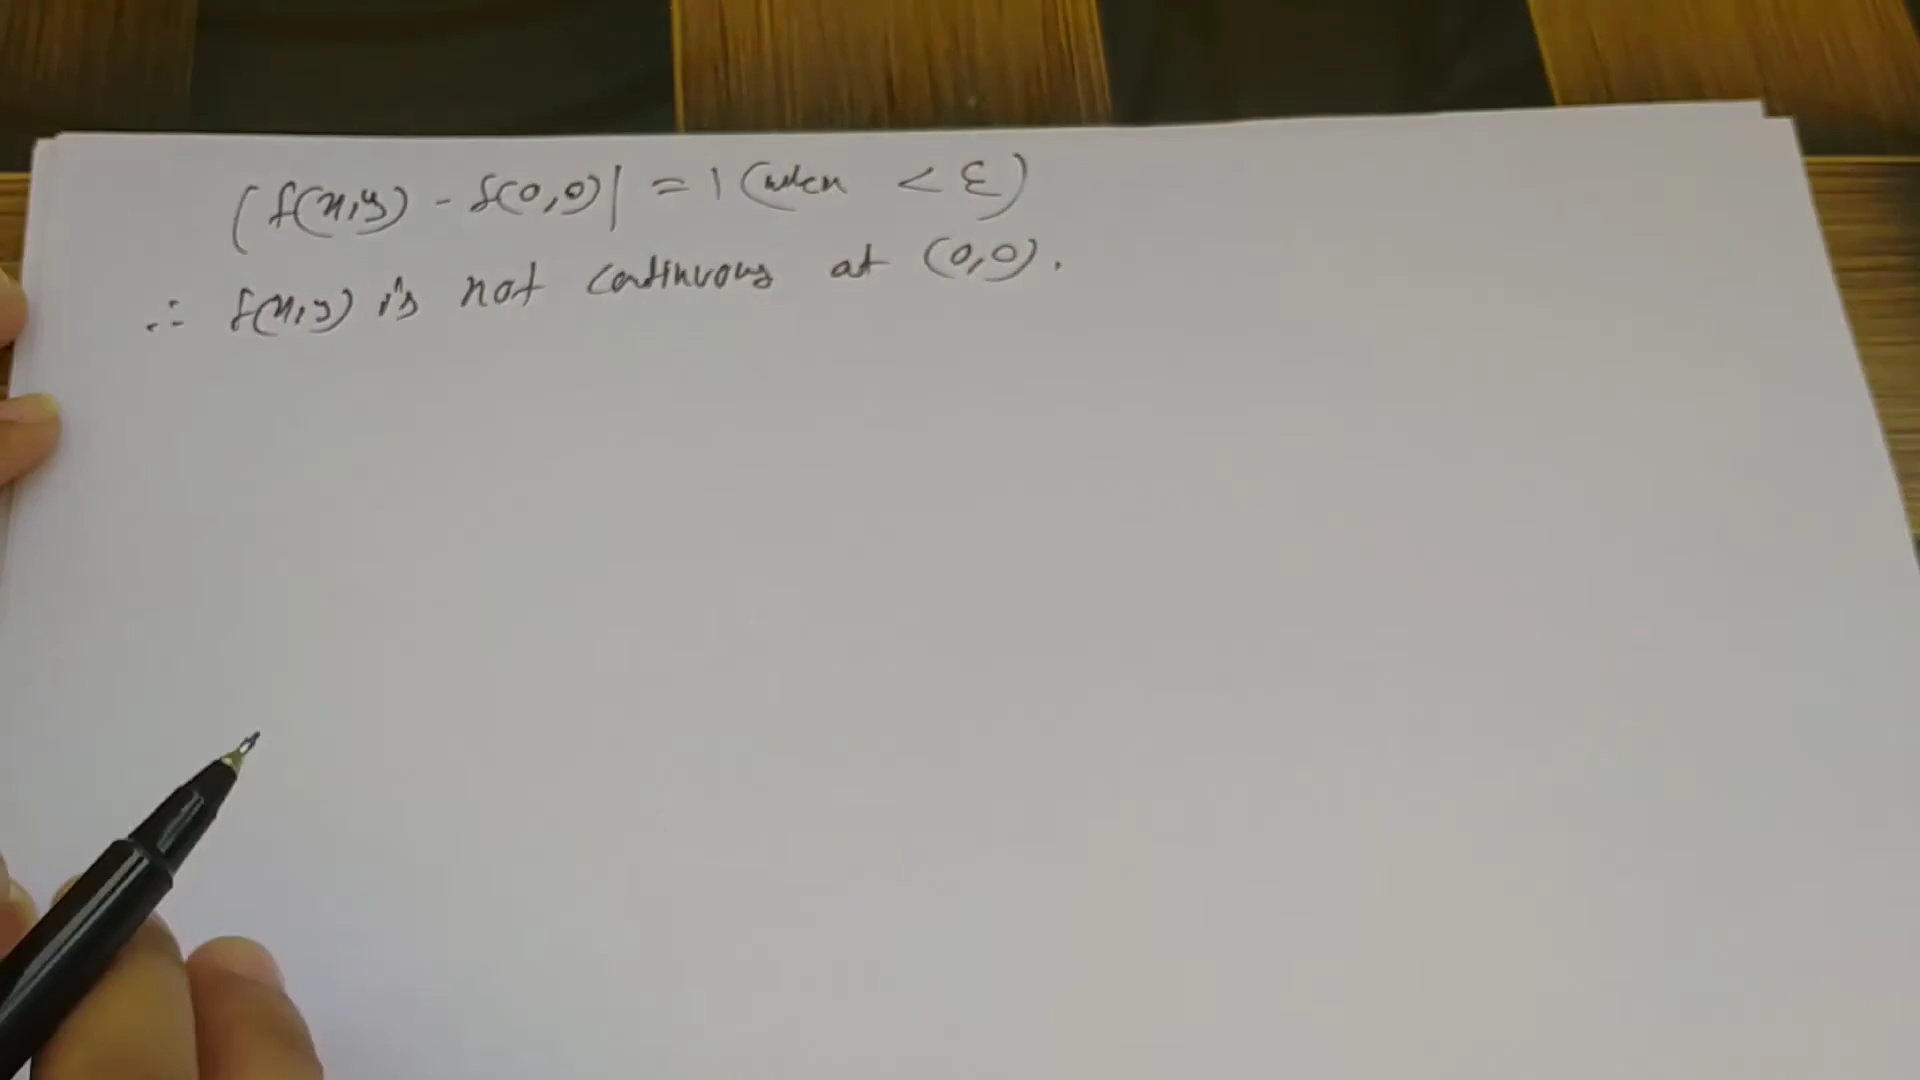 |f(x,y) - f(0,0)| = 1 (when < ε)
∴ f(x,y) is not continuous at (0,0).